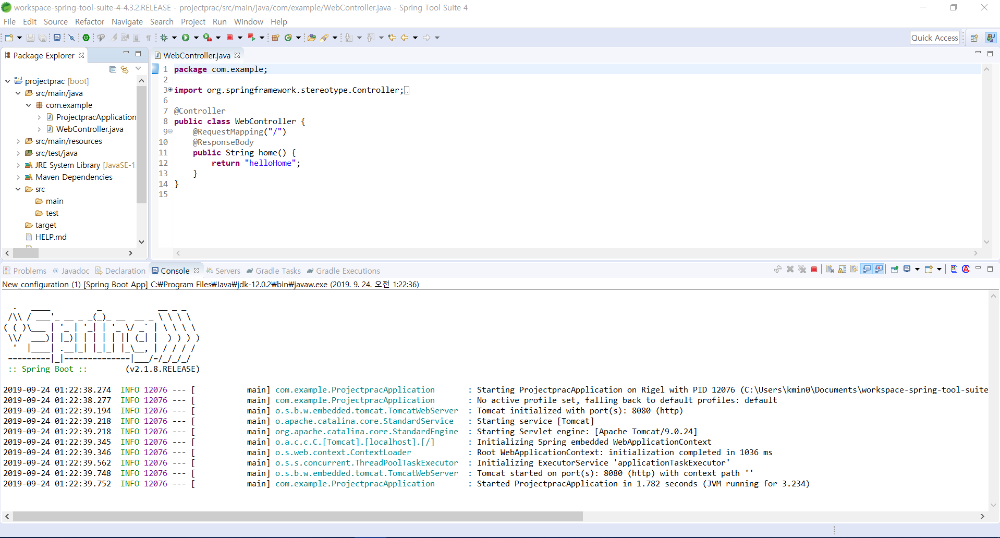 workspace-spring-tool-suite-4-4.3.2.RELEASE - projectprac/src/main/java/com/example/WebController.java - Spring Tool Suite 4
File Edit Source Refactor Navigate Search Project Run Window Help
Quick Access
Package Explorer
projectprac [boot]
src/main/java
com.example
ProjectpracApplication
WebController.java
src/main/resources
src/test/java
JRE System Library [JavaSE-1.
Maven Dependencies
src
main
test
target
HELP.md
WebController.java
1 package com.example;
2
3 import org.springframework.stereotype.Controller;
6
7 @Controller
8 public class WebController {
9     @RequestMapping("/")
10     @ResponseBody
11     public String home() {
12         return "helloHome";
13     }
14 }
15
Problems @ Javadoc Declaration Console Servers Gradle Tasks Gradle Executions
New_configuration (1) [Spring Boot App] C:₩Program Files₩Java₩jdk-12.0.2₩bin₩javaw.exe (2019. 9. 24. 오전 1:22:36)
  .   ____          _            __ _ _
 /\\ / ___'_ __ _ _(_)_ __  __ _ \ \ \ \
( ( )\___ | '_ | '_| | '_ \/ _` | \ \ \ \
 \\/  ___)| |_)| | | | | || (_| |  ) ) ) )
  '  |____| .__|_| |_|_| |_\__, | / / / /
 =========|_|==============|___/=/_/_/_/
 :: Spring Boot ::        (v2.1.8.RELEASE)
2019-09-24 01:22:38.274  INFO 12076 --- [           main] com.example.ProjectpracApplication       : Starting ProjectpracApplication on Rigel with PID 12076 (C:\Users\kmin0\Documents\workspace-spring-tool-suite
2019-09-24 01:22:38.277  INFO 12076 --- [           main] com.example.ProjectpracApplication       : No active profile set, falling back to default profiles: default
2019-09-24 01:22:39.194  INFO 12076 --- [           main] o.s.b.w.embedded.tomcat.TomcatWebServer  : Tomcat initialized with port(s): 8080 (http)
2019-09-24 01:22:39.218  INFO 12076 --- [           main] o.apache.catalina.core.StandardService   : Starting service [Tomcat]
2019-09-24 01:22:39.218  INFO 12076 --- [           main] org.apache.catalina.core.StandardEngine  : Starting Servlet engine: [Apache Tomcat/9.0.24]
2019-09-24 01:22:39.345  INFO 12076 --- [           main] o.a.c.c.C.[Tomcat].[localhost].[/]       : Initializing Spring embedded WebApplicationContext
2019-09-24 01:22:39.346  INFO 12076 --- [           main] o.s.web.context.ContextLoader            : Root WebApplicationContext: initialization completed in 1036 ms
2019-09-24 01:22:39.562  INFO 12076 --- [           main] o.s.s.concurrent.ThreadPoolTaskExecutor  : Initializing ExecutorService 'applicationTaskExecutor'
2019-09-24 01:22:39.748  INFO 12076 --- [           main] o.s.b.w.embedded.tomcat.TomcatWebServer  : Tomcat started on port(s): 8080 (http) with context path ''
2019-09-24 01:22:39.752  INFO 12076 --- [           main] com.example.ProjectpracApplication       : Started ProjectpracApplication in 1.782 seconds (JVM running for 3.234)